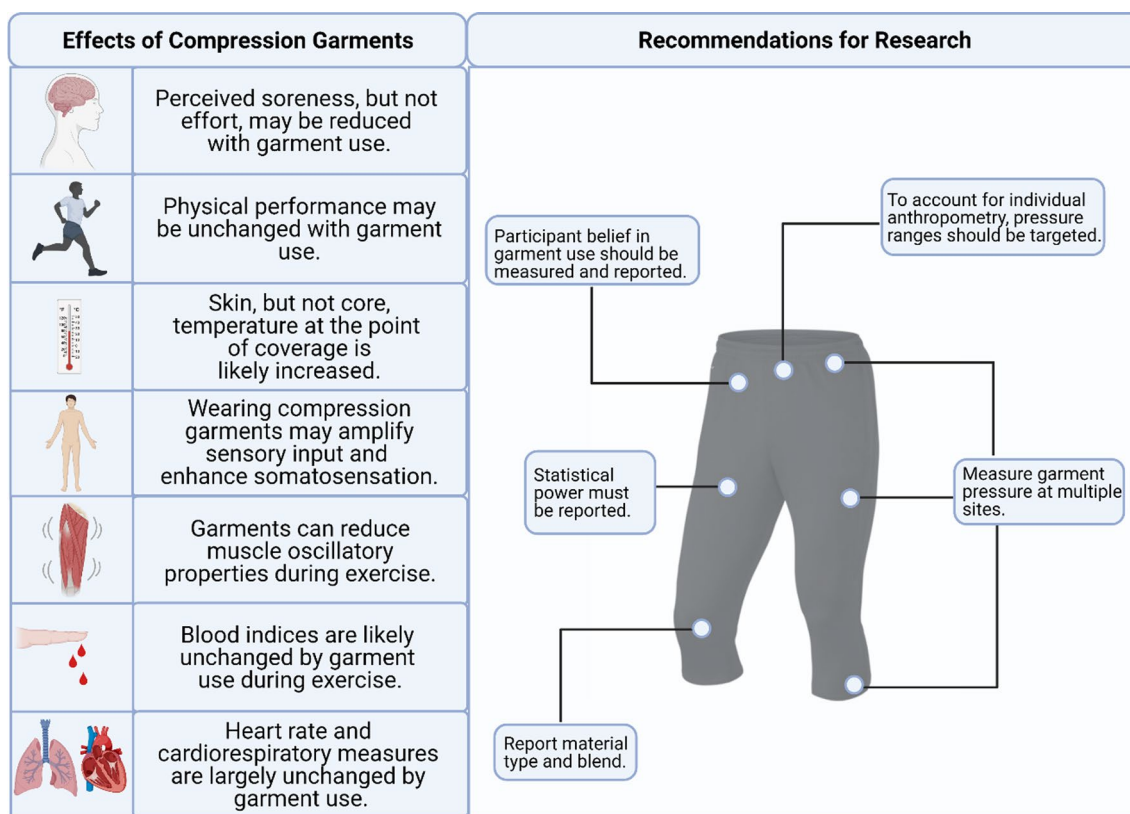 Effects of Compression Garments
Perceived soreness, but not
effort, may be reduced
with garment use.
Physical performance may
be unchanged with garment
use.
Skin, but not core,
temperature at the point
of coverage is
likely increased.
Wearing compression
garments may amplify
sensory input and
enhance somatosensation.
Garments can reduce
muscle oscillatory
properties during exercise.
Blood indices are likely
unchanged by garment
use during exercise.
Heart rate and
cardiorespiratory measures
are largely unchanged by
garment use.
Recommendations for Research
Participant belief in
garment use should be
measured and reported.
To account for individual
anthropometry, pressure
ranges should be targeted.
Statistical
power must
be reported.
Measure garment
pressure at multiple
sites.
Report material
type and blend.